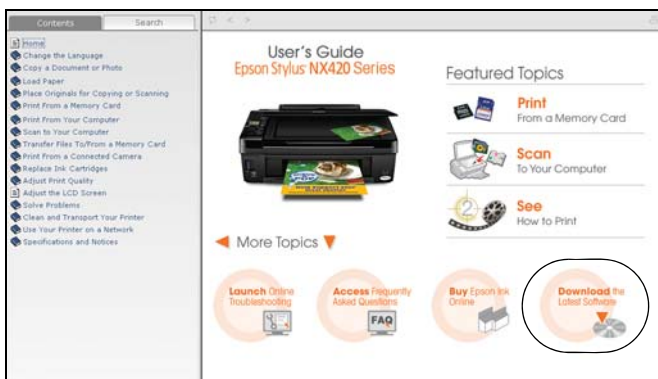 Contents
Search
Home
Change the Language
Copy a Document or Photo
Load Paper
Place Originals for Copying or Scanning
Print From a Memory Card
Print From Your Computer
Scan to Your Computer
Transfer Files To/From a Memory Card
Print From a Connected Camera
Replace Ink Cartridges
Adjust Print Quality
Adjust the LCD Screen
Solve Problems
Clean and Transport Your Printer
Use Your Printer on a Network
Specifications and Notices
User's Guide
Epson Stylus® NX420 Series
Featured Topics
Print
From a Memory Card
Scan
To Your Computer
See
How to Print
More Topics
Launch Online
Troubleshooting
Access Frequently
Asked Questions
FAQ
Buy Epson Ink
Online
Download the
Latest Software